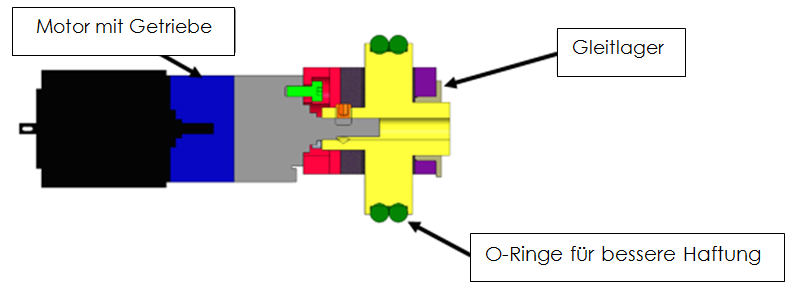 Motor mit Getriebe
Gleitlager
O-Ringe für bessere Haftung